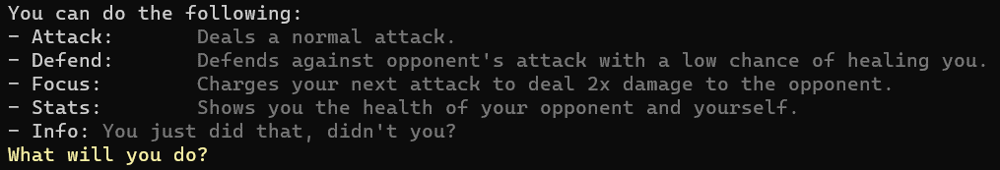 You can do the following:
- Attack:       Deals a normal attack.
- Defend:       Defends against opponent's attack with a low chance of healing you.
- Focus:        Charges your next attack to deal 2x damage to the opponent.
- Stats:        Shows you the health of your opponent and yourself.
- Info: You just did that, didn't you?
What will you do?